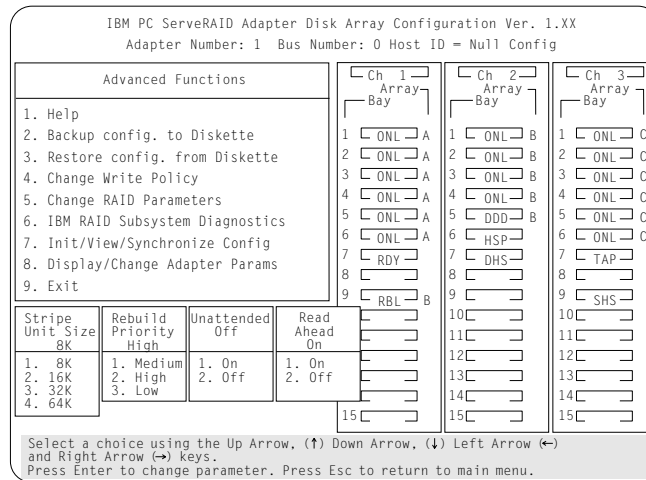 IBM PC ServeRAID Adapter Disk Array Configuration Ver. 1.XX
Adapter Number: 1 Bus Number: 0 Host ID = Null Config
Advanced Functions
1. Help
2. Backup config. to Diskette
3. Restore config. from Diskette
4. Change Write Policy
5. Change RAID Parameters
6. IBM RAID Subsystem Diagnostics
7. Init/View/Synchronize Config
8. Display/Change Adapter Params
9. Exit
Stripe
Unit Size
8K
1. 8K
2. 16K
3. 32K
4. 64K
Rebuild
Priority
High
1. Medium
2. High
3. Low
Unattended
Off
1. On
2. Off
Read
Ahead
On
1. On
2. Off
Ch 1
Array
Bay
1 ONL A
2 ONL A
3 ONL A
4 ONL A
5 ONL A
6 ONL A
7 RDY
8
9 RBL B
15
Ch 2
Array
Bay
1 ONL B
2 ONL B
3 ONL B
4 ONL B
5 DDD B
6 HSP
7 DHS
8
9
10
11
12
13
14
15
Ch 3
Array
Bay
1 ONL C
2 ONL C
3 ONL C
4 ONL C
5 ONL C
6 ONL C
7 TAP
8
9 SHS
10
11
12
13
14
15
Select a choice using the Up Arrow, (↑) Down Arrow, (↓) Left Arrow (←)
and Right Arrow (→) keys.
Press Enter to change parameter. Press Esc to return to main menu.